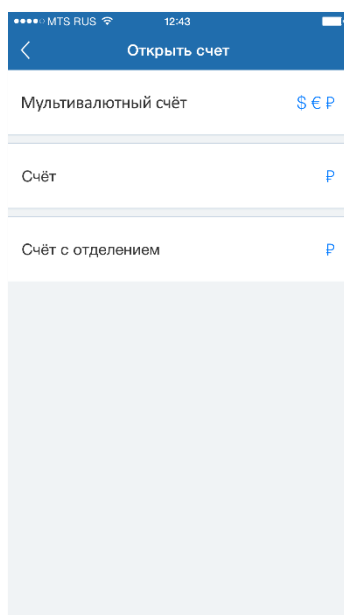 MTS RUS 12:43
Открыть счет
Мультивалютный счёт $ € ₽
Счёт ₽
Счёт с отделением ₽